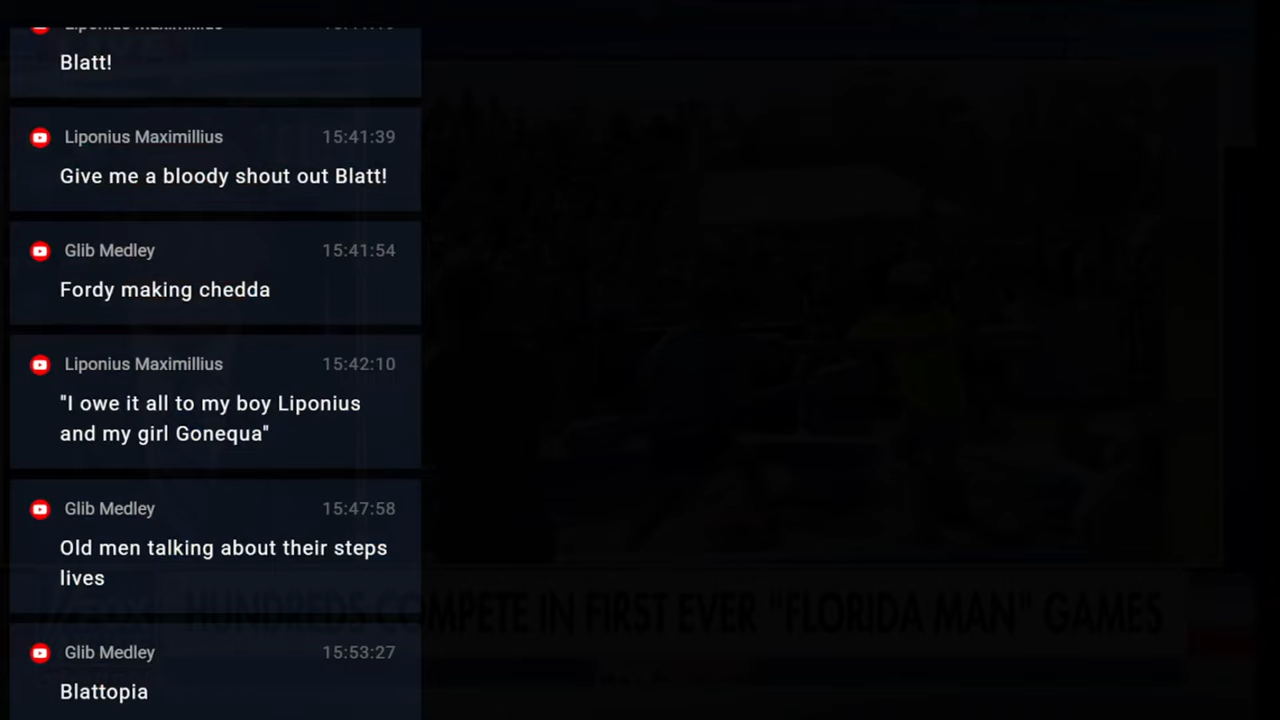 Blatt!
Liponius Maximillius 15:41:39
Give me a bloody shout out Blatt!
Glib Medley 15:41:54
Fordy making chedda
Liponius Maximillius 15:42:10
"I owe it all to my boy Liponius
and my girl Gonequa"
Glib Medley 15:47:58
Old men talking about their steps
lives
HUNDREDS COMPETE IN FIRST EVER "FLORIDA MAN" GAMES
Glib Medley 15:53:27
Blattopia